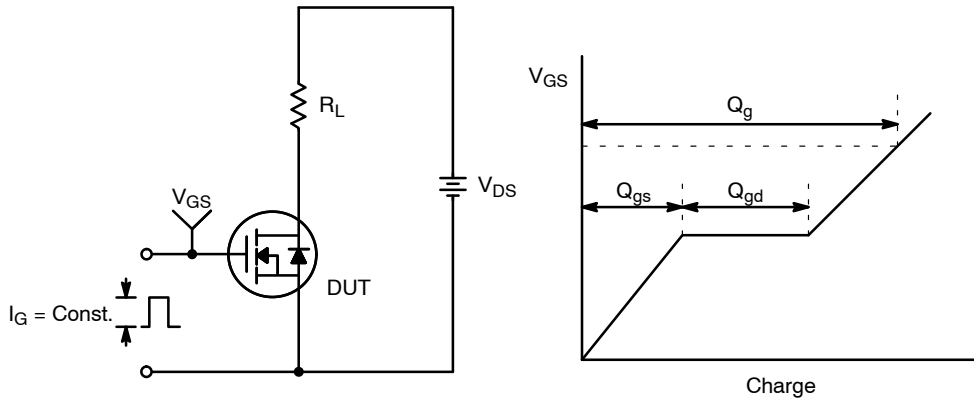 R_L
V_GS
V_DS
DUT
I_G = Const.
V_GS
Q_g
Q_gs
Q_gd
Charge